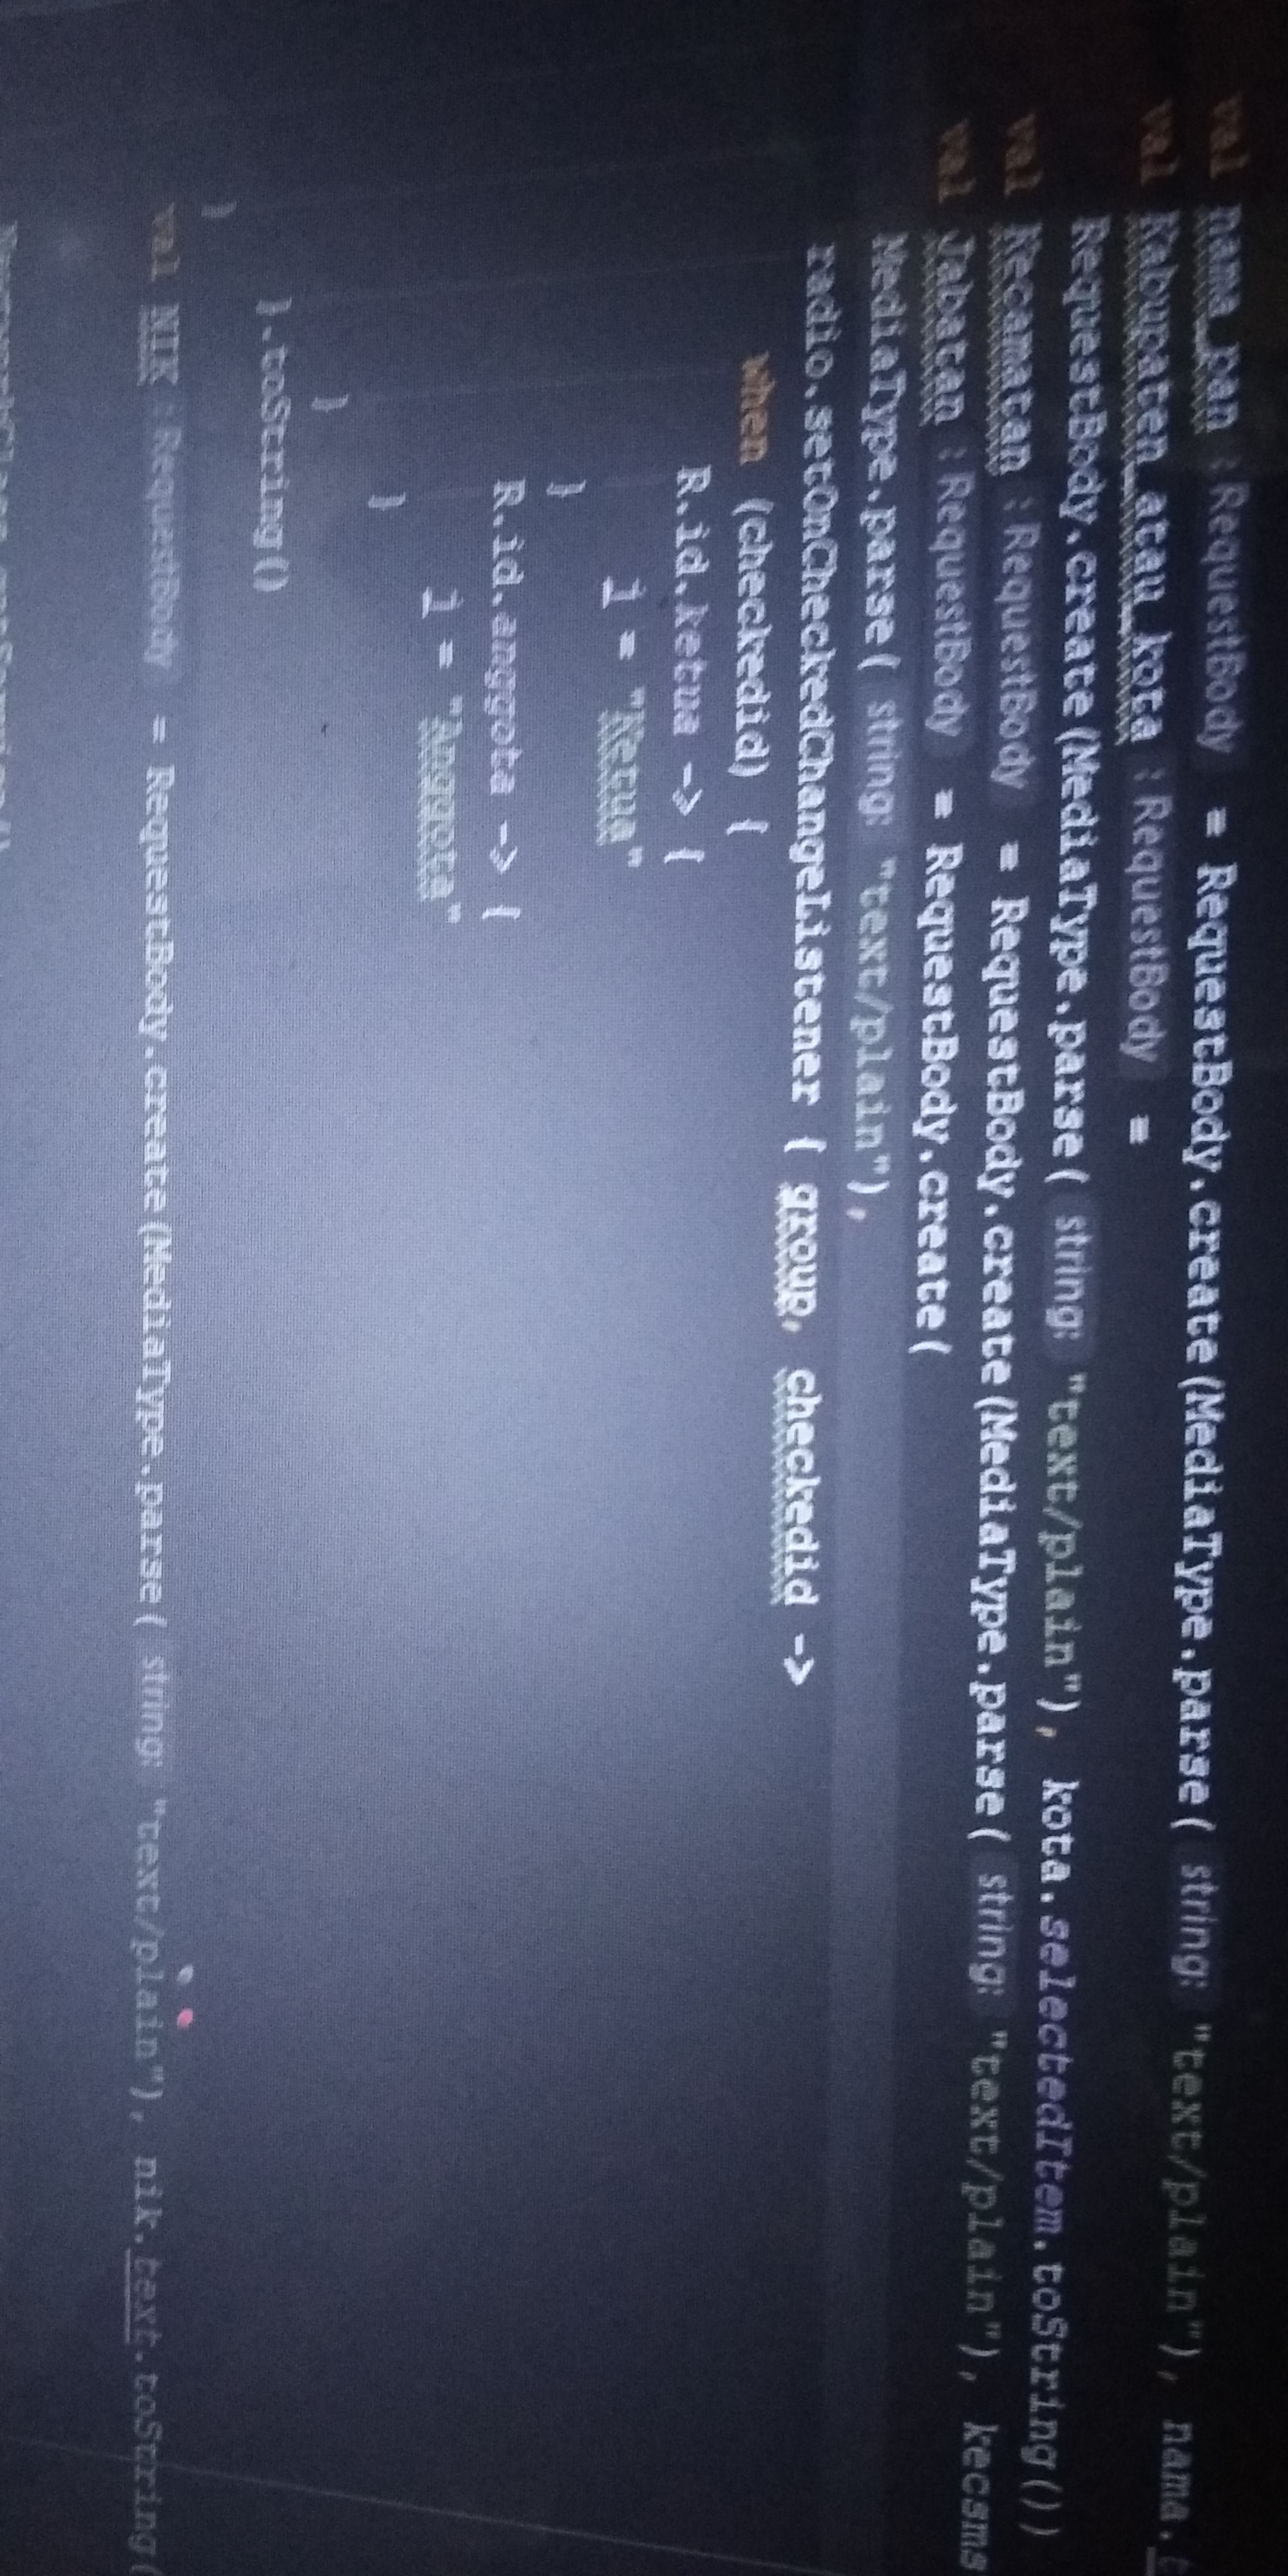 val nama_pan : RequestBody = RequestBody.create(MediaType.parse( string: "text/plain"), nama.
val Kabupaten_atau_kota : RequestBody =
RequestBody.create(MediaType.parse( string: "text/plain"), kota.selectedItem.toString())
val Kecamatan : RequestBody = RequestBody.create(MediaType.parse( string: "text/plain"), kecsms
val Jabatan : RequestBody = RequestBody.create(
MediaType.parse( string: "text/plain"),
radio.setOnCheckedChangeListener { group, checkedid ->
when (checkedid) {
R.id.ketua -> {
i = "Ketua"
}
R.id.anggota -> {
i = "Anggota"
}
}
}.toString()
)
val NIK : RequestBody = RequestBody.create(MediaType.parse( string: "text/plain"), nik.text.toString(